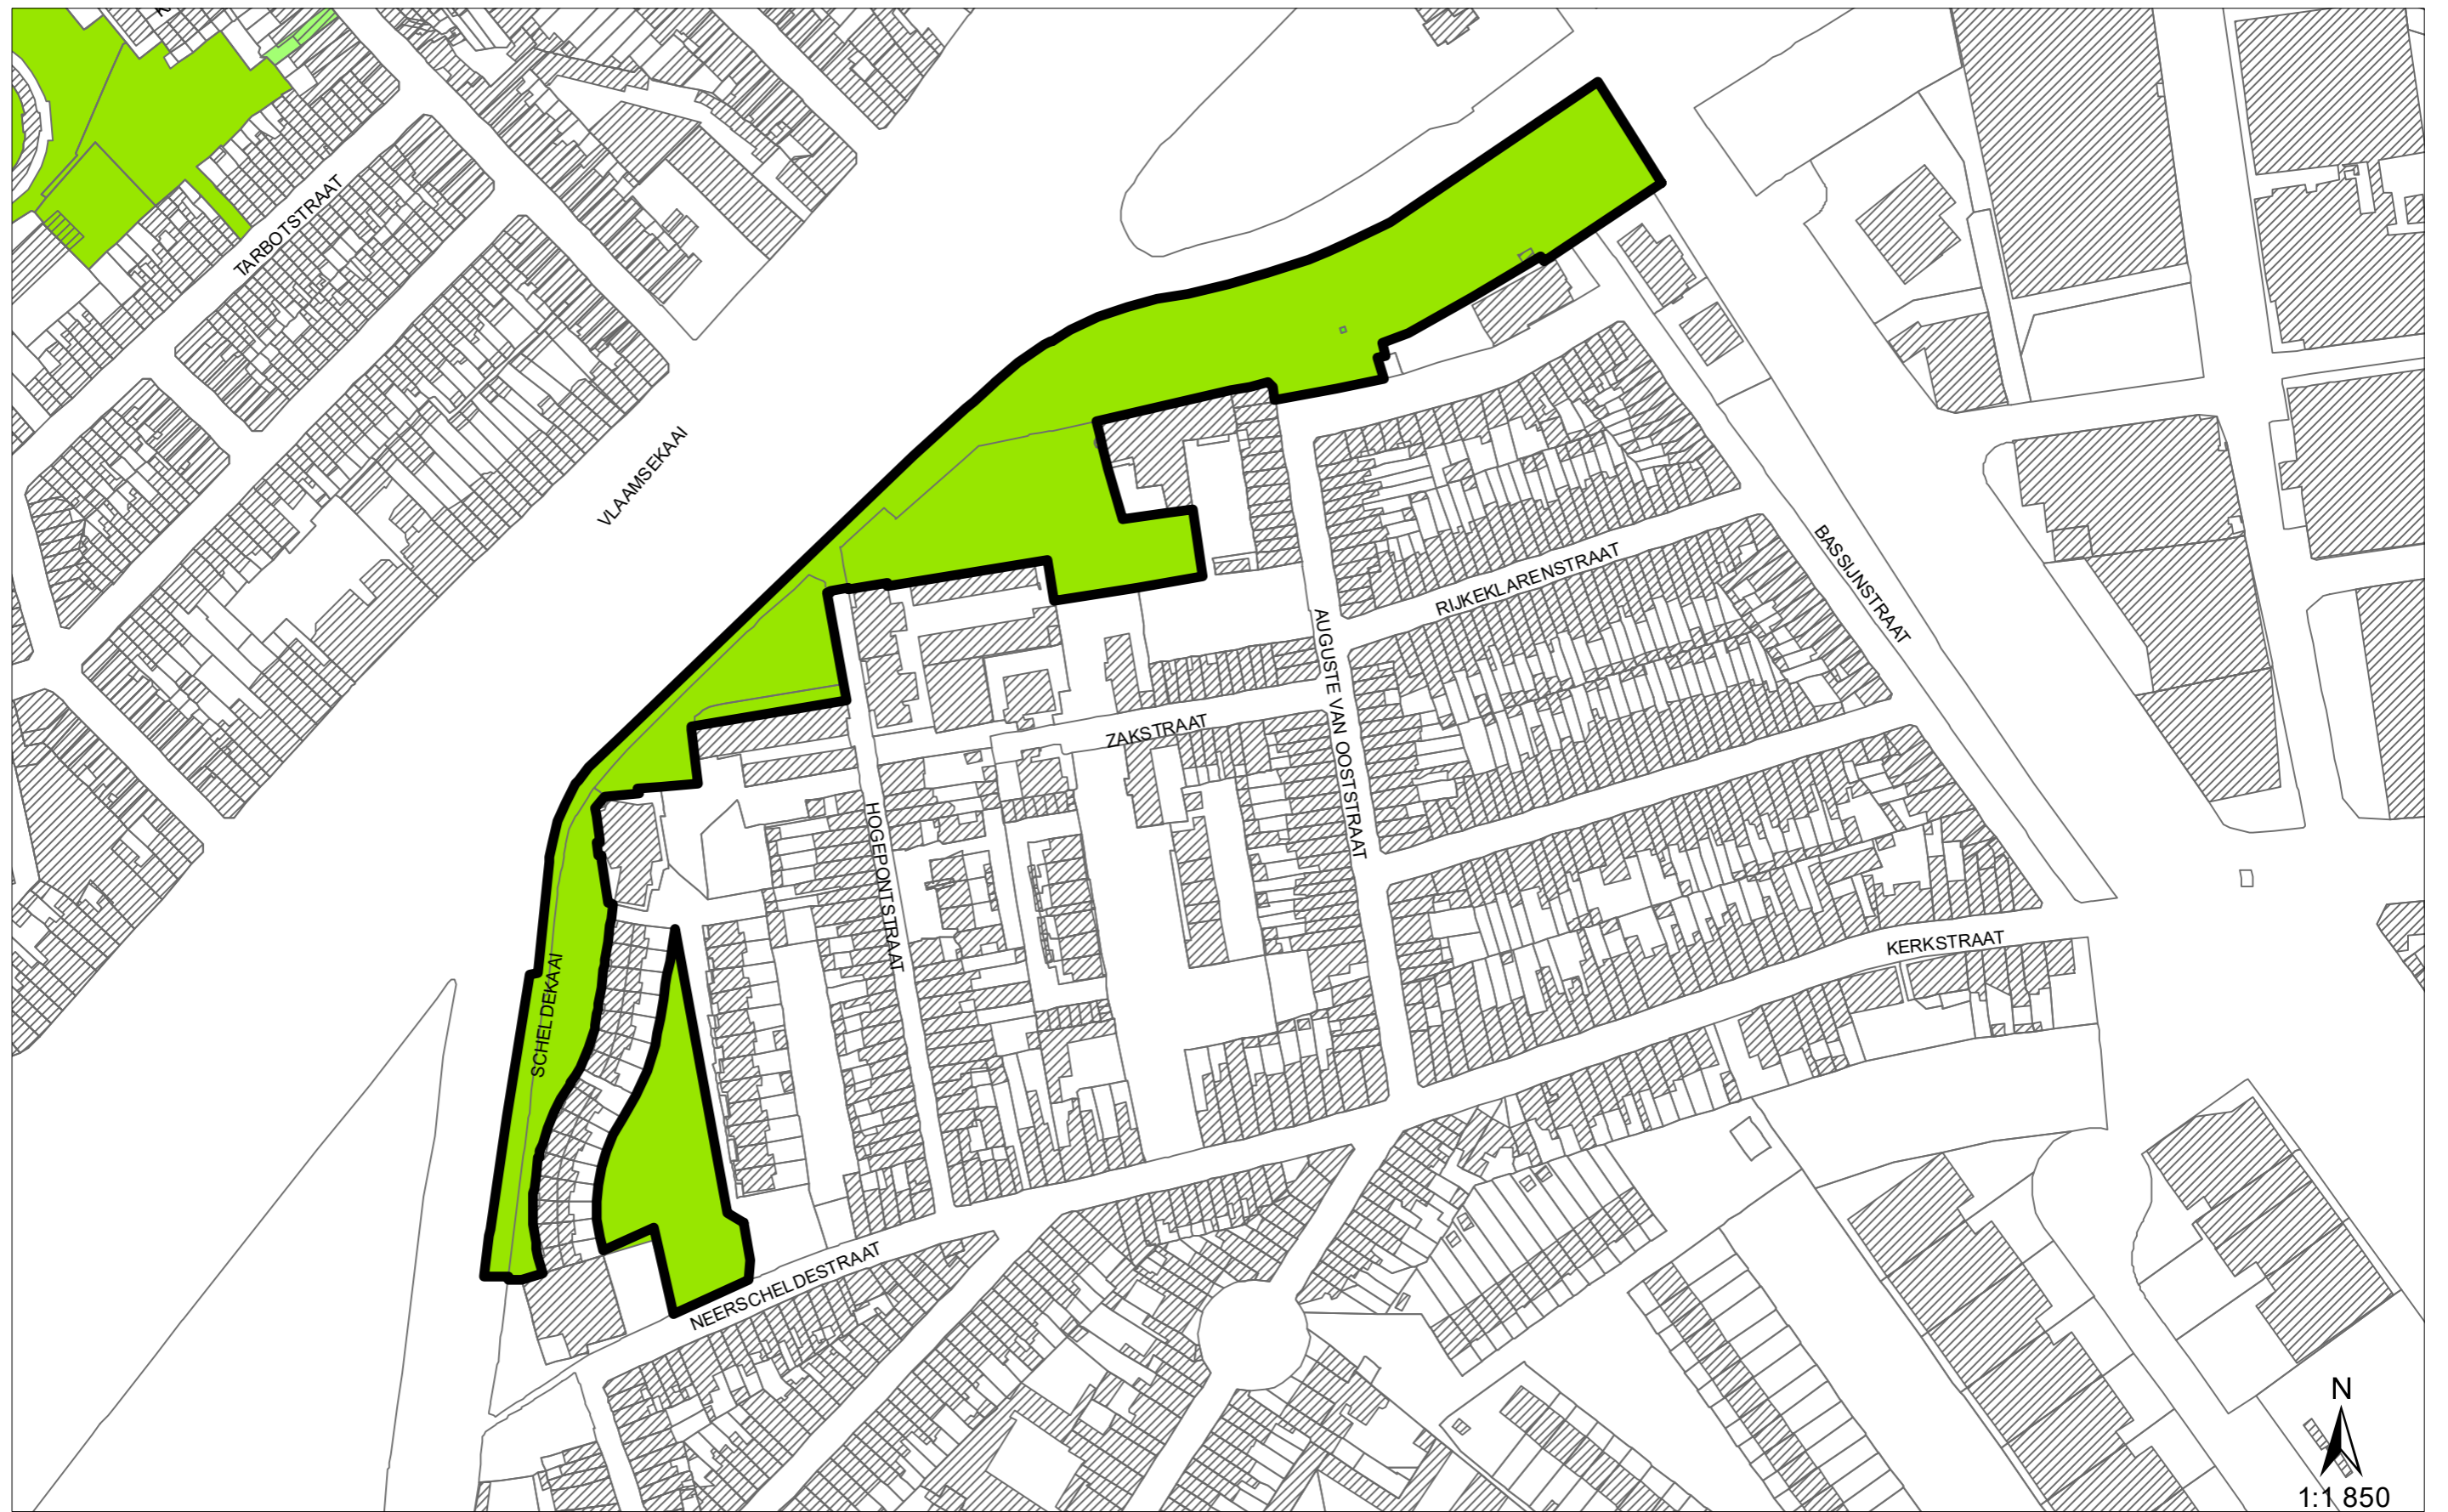 TARBOTSTRAAT
VLAAMSEKAAI
BASSIJNSTRAAT
RIJKEKLARENSTRAAT
AUGUSTE VAN OOSTSTRAAT
ZAKSTRAAT
HOGEPONTSTRAAT
KERKSTRAAT
SCHELDEKAAI
NEERSCHELDESTRAAT
N
1:1 850